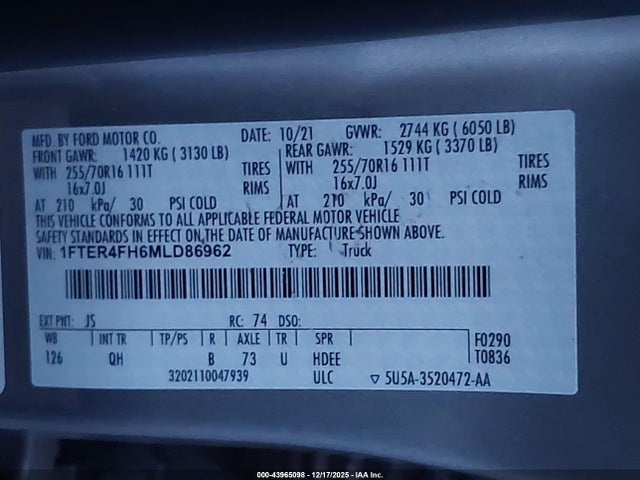 MFD. BY FORD MOTOR CO. DATE: 10/21 GVWR: 2744 KG ( 6050 LB)
FRONT GAWR: 1420 KG ( 3130 LB) REAR GAWR: 1529 KG ( 3370 LB)
WITH 255/70R16 111T TIRES WITH 255/70R16 111T TIRES
16x7.0J RIMS 16x7.0J RIMS
AT 210 kPa/ 30 PSI COLD AT 210 kPa/ 30 PSI COLD
THIS VEHICLE CONFORMS TO ALL APPLICABLE FEDERAL MOTOR VEHICLE
SAFETY STANDARDS IN EFFECT ON THE DATE OF MANUFACTURE SHOWN ABOVE.
VIN: 1FTER4FH6MLD86962 TYPE: Truck
EXT PNT: JS RC: 74 DSO:
WB INT TR TP/PS R AXLE TR SPR F0290
126 QH B 73 U HDEE T0836
3202110047939 ULC ▽ 5U5A-3520472-AA
000-43965098 - 12/17/2025 - IAA Inc.